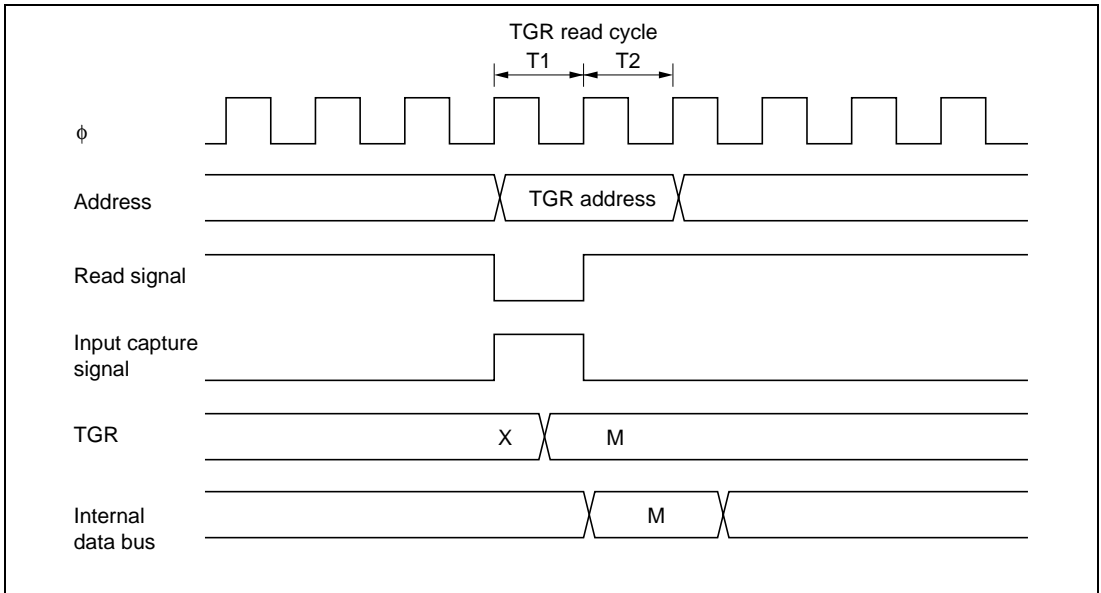 TGR read cycle
T1 T2
ϕ
Address
TGR address
Read signal
Input capture
signal
TGR
X M
Internal
data bus
M